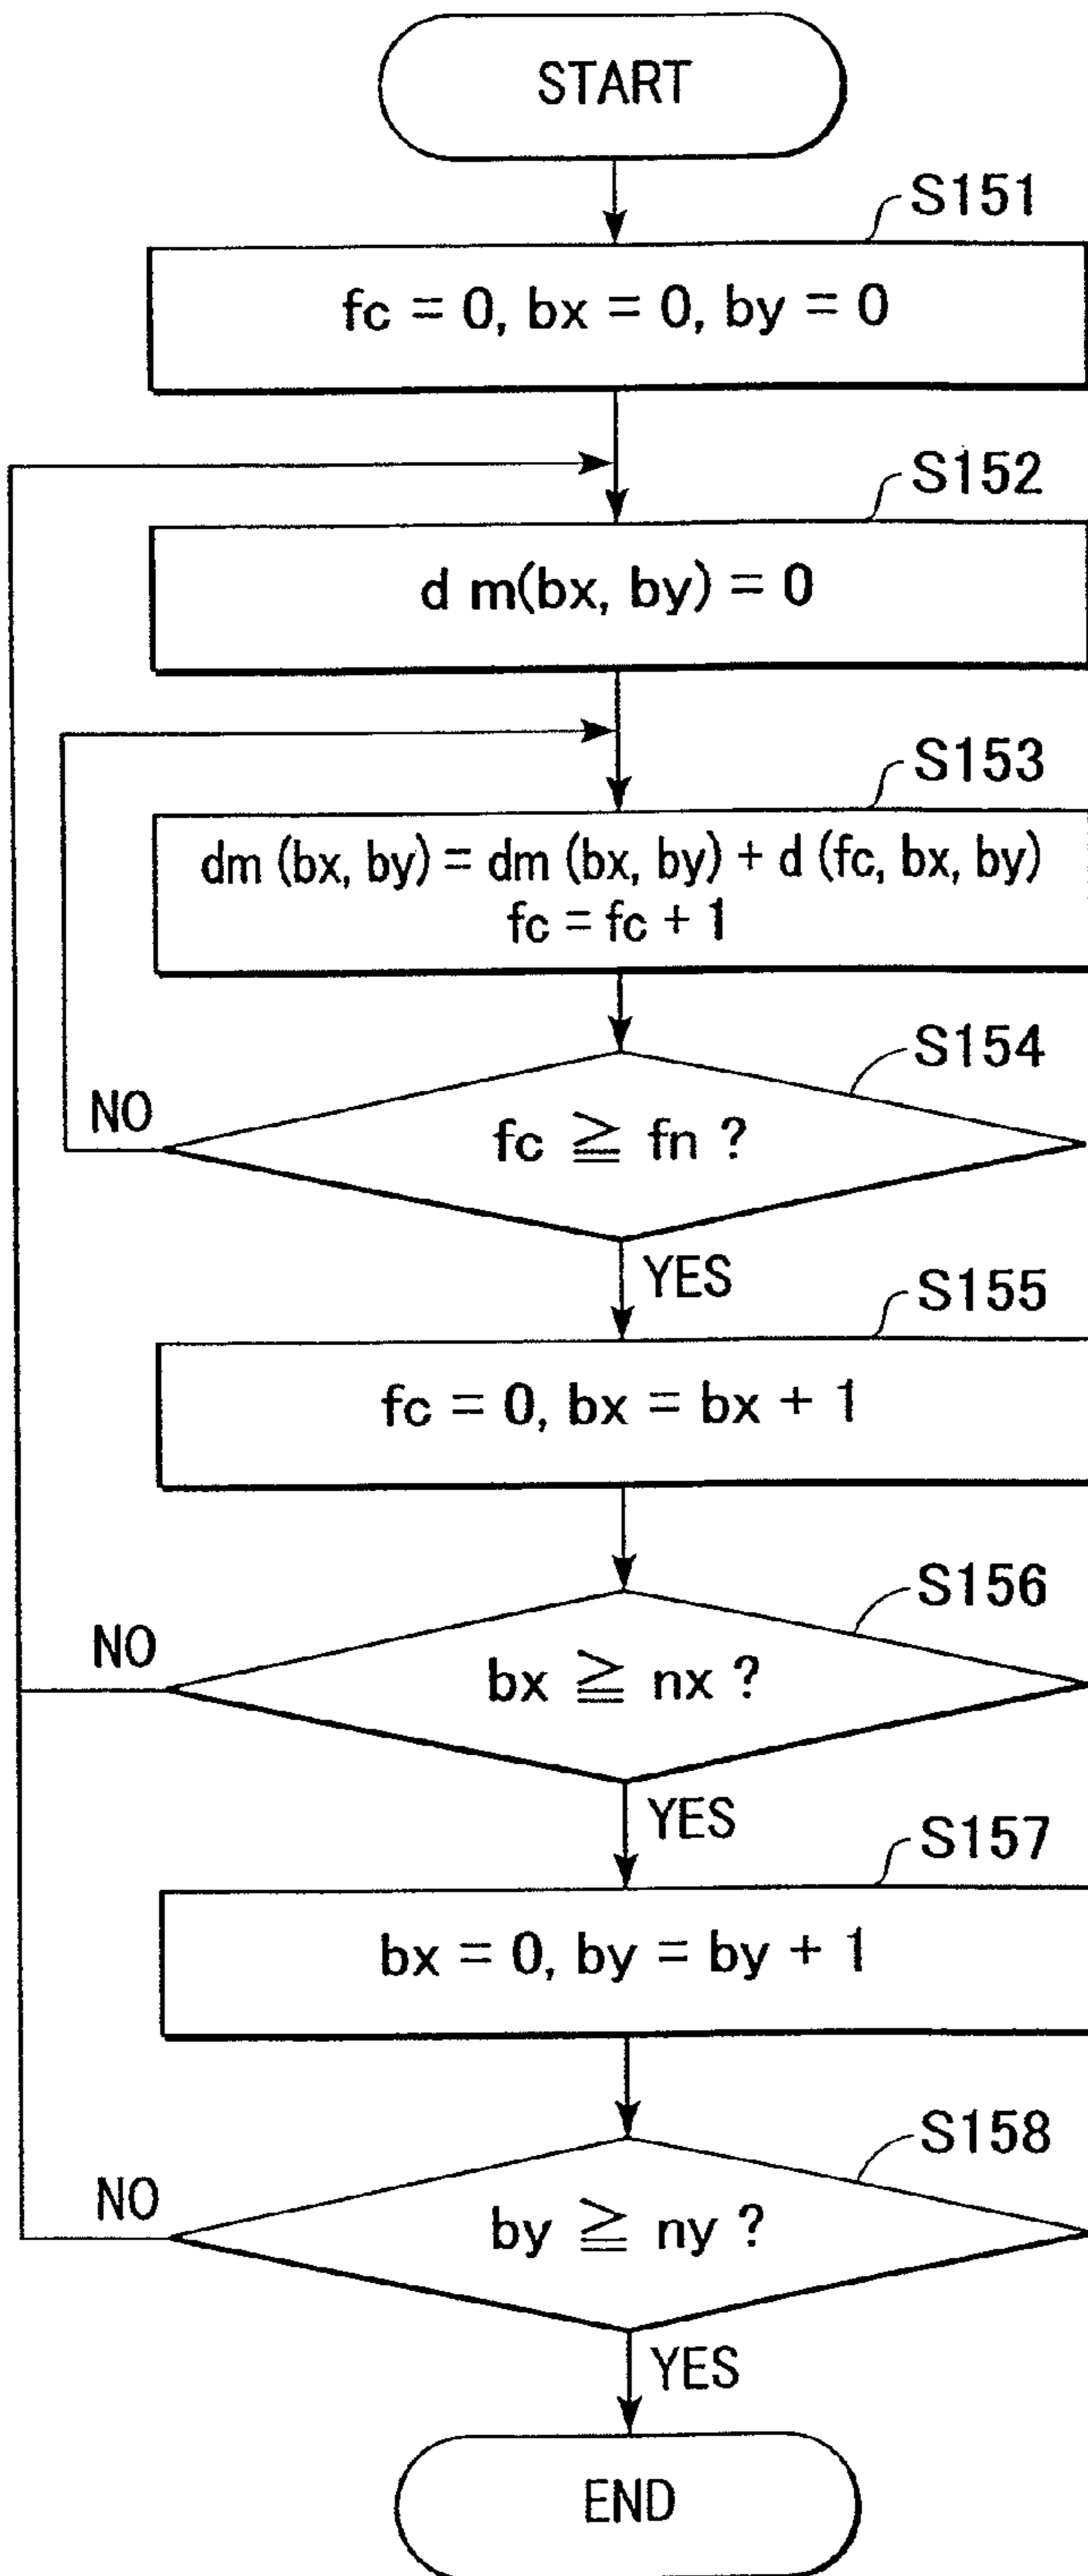 START
S151
fc = 0, bx = 0, by = 0
S152
d m(bx, by) = 0
S153
dm (bx, by) = dm (bx, by) + d (fc, bx, by)
fc = fc + 1
S154
NO
fc ≧ fn ?
YES
S155
fc = 0, bx = bx + 1
S156
NO
bx ≧ nx ?
YES
S157
bx = 0, by = by + 1
S158
NO
by ≧ ny ?
YES
END